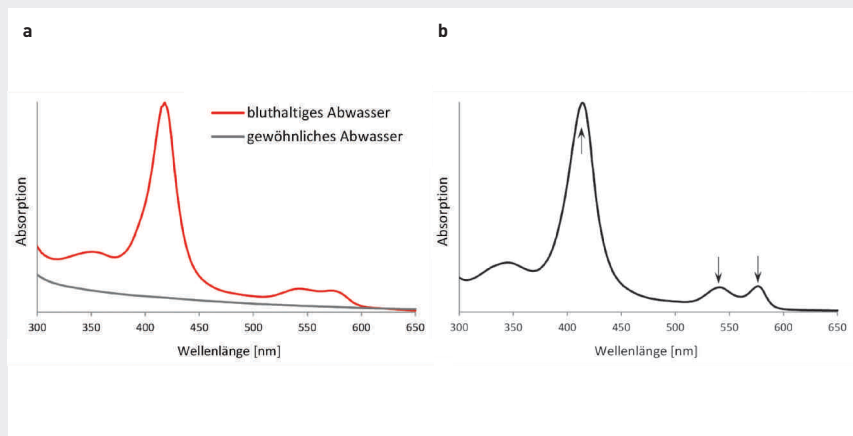 a
bluthaltiges Abwasser
gewöhnliches Abwasser
Absorption
300 350 400 450 500 550 600 650
Wellenlänge [nm]
b
Absorption
300 350 400 450 500 550 600 650
Wellenlänge [nm]